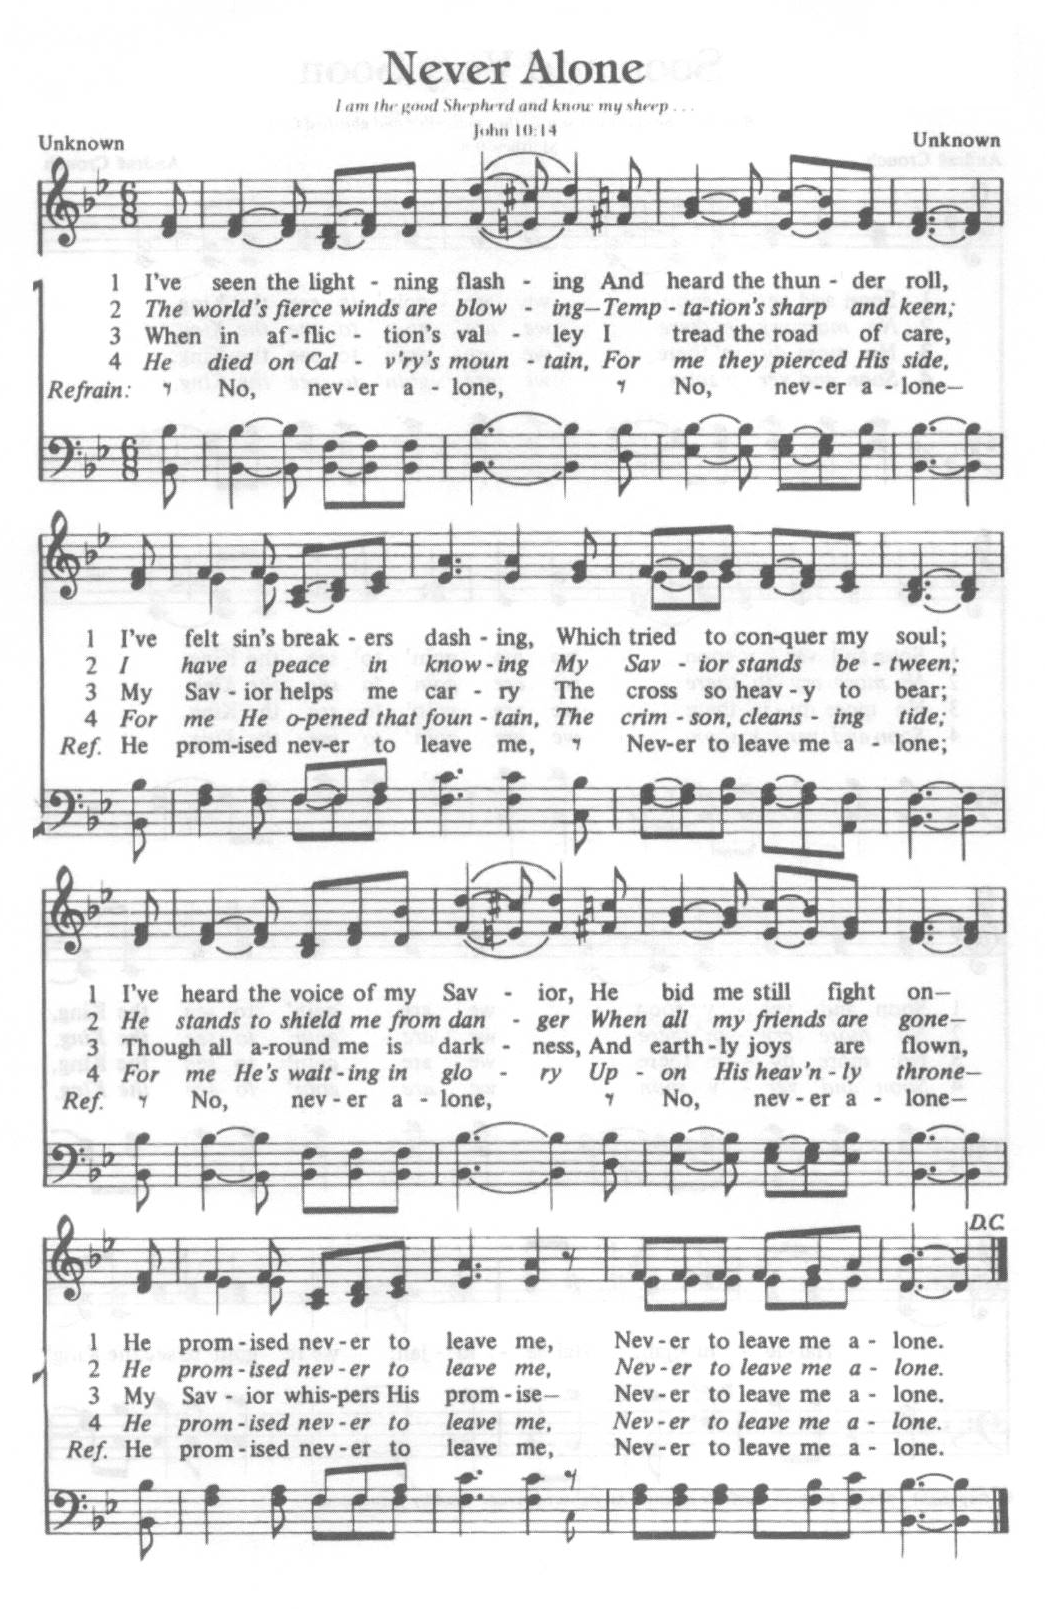 Never Alone
I am the good Shepherd and know my sheep . . .
John 10:14
Unknown
Unknown
1 I've seen the light - ning flash - ing And heard the thun - der roll,
2 The world's fierce winds are blow - ing—Temp - ta-tion's sharp and keen;
3 When in af-flic - tion's val - ley I tread the road of care,
4 He died on Cal - v'ry's moun - tain, For me they pierced His side,
Refrain: No, nev-er a - lone, No, nev-er a - lone—
1 I've felt sin's break - ers dash - ing, Which tried to con-quer my soul;
2 I have a peace in know-ing My Sav - ior stands be - tween;
3 My Sav - ior helps me car - ry The cross so heav-y to bear;
4 For me He o-pened that foun - tain, The crim - son, cleans - ing tide;
Ref. He prom-ised nev-er to leave me, Nev-er to leave me a - lone;
1 I've heard the voice of my Sav - ior, He bid me still fight on—
2 He stands to shield me from dan - ger When all my friends are gone—
3 Though all a-round me is dark - ness, And earth-ly joys are flown,
4 For me He's wait-ing in glo - ry Up - on His heav'n - ly throne—
Ref. No, nev-er a - lone, No, nev-er a - lone—
D.C.
1 He prom-ised nev-er to leave me, Nev-er to leave me a - lone.
2 He prom-ised nev-er to leave me, Nev-er to leave me a - lone.
3 My Sav - ior whis-pers His prom-ise— Nev-er to leave me a - lone.
4 He prom-ised nev-er to leave me, Nev-er to leave me a - lone.
Ref. He prom-ised nev-er to leave me, Nev-er to leave me a - lone.